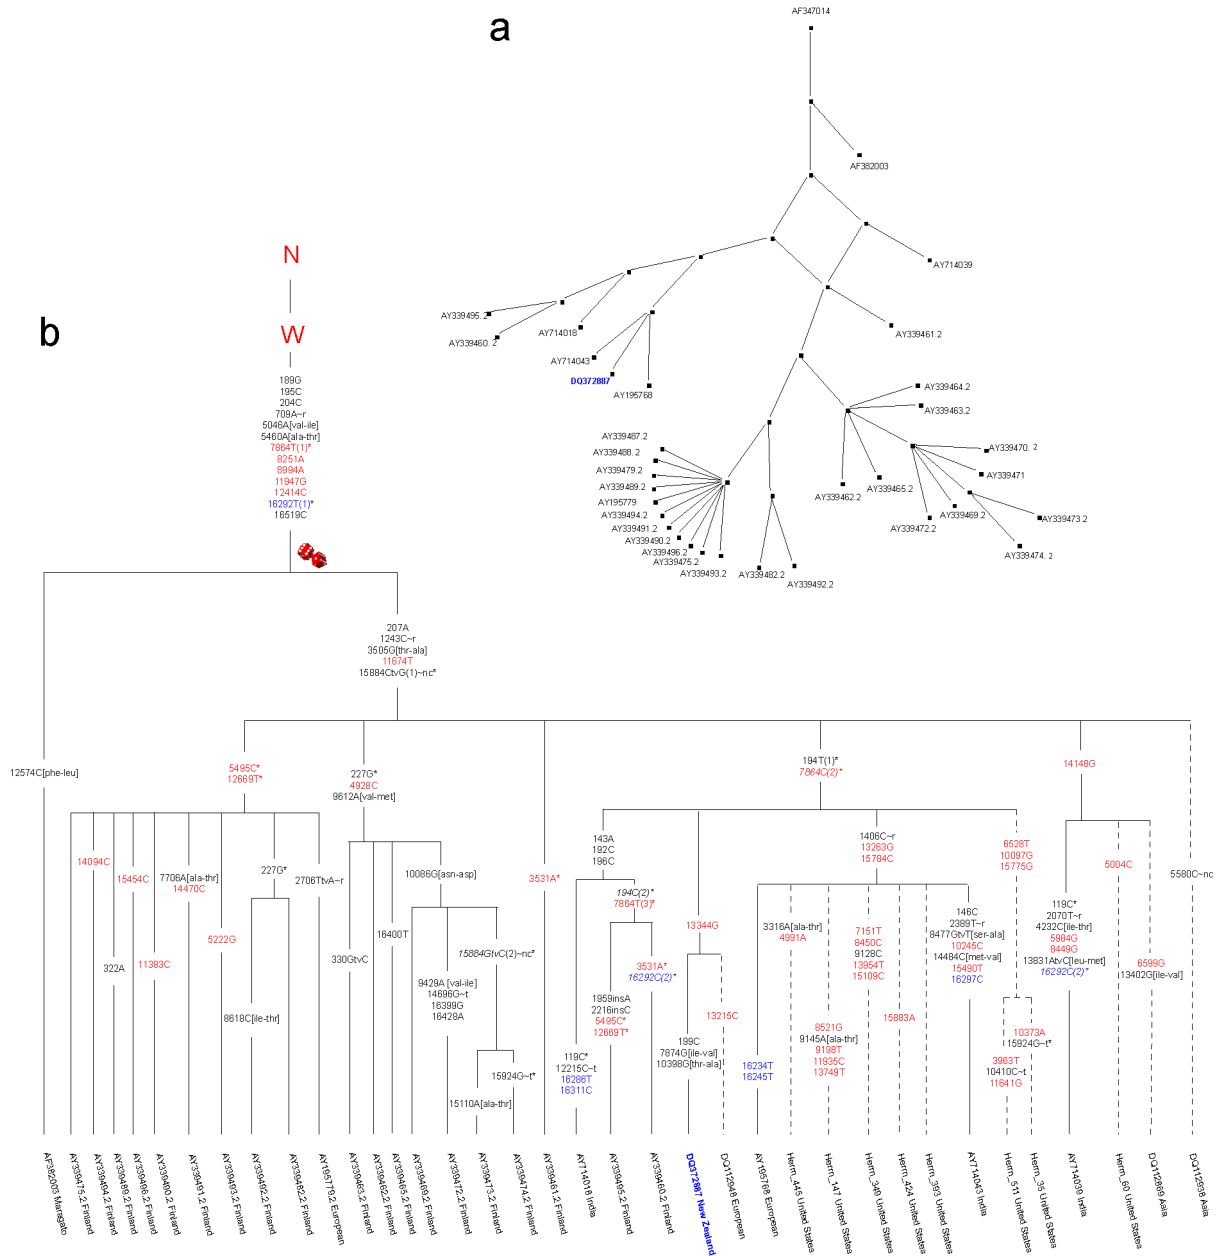 a
AF347014
AF382003
AY714039
AY339461.2
AY339495.2
AY339460.2
AY714018
AY714043
DQ372887
AY195768
AY339464.2
AY339463.2
AY339470.2
AY339471
AY339473.2
AY339474.2
AY339469.2
AY339472.2
AY339465.2
AY339462.2
AY339487.2
AY339488.2
AY339479.2
AY339489.2
AY195779
AY339494.2
AY339491.2
AY339490.2
AY339496.2
AY339475.2
AY339493.2
AY339482.2
AY339492.2
b
N
W
189G
195C
204C
709A~r
5046A[val-ile]
5460A[ala-thr]
7864T(1)*
8251A
8994A
11947G
12414C
16292T(1)*
16519C
207A
1243C~r
3505G[thr-ala]
11674T
15884CtvG(1)~nc*
12574C[phe-leu]
5495C*
12669T*
14094C
322A
15454C
11383C
7706A[ala-thr]
14470C
5222G
227G*
8618C[ile-thr]
2706TtvA~r
227G*
4928C
9612A[val-met]
330GtvC
16400T
10086G[asn-asp]
9429A [val-ile]
14696G~t
16399G
16428A
15884GtvC(2)~nc*
15110A[ala-thr]
15924G~t*
3531A*
194T(1)*
7864C(2)*
143A
192C
196C
119C*
12215C~t
16286T
16311C
194C(2)*
7864T(3)*
1959insA
2216insC
5495C*
12669T*
3531A*
16292C(2)*
13344G
199C
7874G[ile-val]
10398G[thr-ala]
13215C
1406C~r
13263G
15784C
16234T
16245T
3316A[ala-thr]
4991A
8521G
9145A[ala-thr]
9198T
11935C
13749T
7151T
8450C
9128C
13954T
15109C
15883A
146C
2389T~r
8477GtvT[ser-ala]
10245C
14484C[met-val]
15490T
16297C
6528T
10097G
15775G
3963T
10410C~t
11641G
10373A
15924G~t*
14148G
119C*
2070T~r
4232C[ile-thr]
5984G
8448G
13831AtvC[leu-met]
16292C(2)*
5004C
6599G
13402G[ile-val]
5580C~nc
AF382003 Maragato
AY339475.2 Finland
AY339494.2 Finland
AY339489.2 Finland
AY339496.2 Finland
AY339490.2 Finland
AY339491.2 Finland
AY339493.2 Finland
AY339492.2 Finland
AY339482.2 Finland
AY195779.2 European
AY339463.2 Finland
AY339462.2 Finland
AY339465.2 Finland
AY339469.2 Finland
AY339472.2 Finland
AY339473.2 Finland
AY339474.2 Finland
AY339461.2 Finland
AY714018 India
AY339495.2 Finland
AY339460.2 Finland
DQ372887 New Zealand
DQ112948 European
AY195768 European
Herrn_445 United States
Herrn_147 United States
Herrn_349 United States
Herrn_424 United States
Herrn_393 United States
AY714043 India
Herrn_511 United States
Herrn_35 United States
AY714039 India
Herrn_60 United States
DQ112869 Asia
DQ112938 Asia